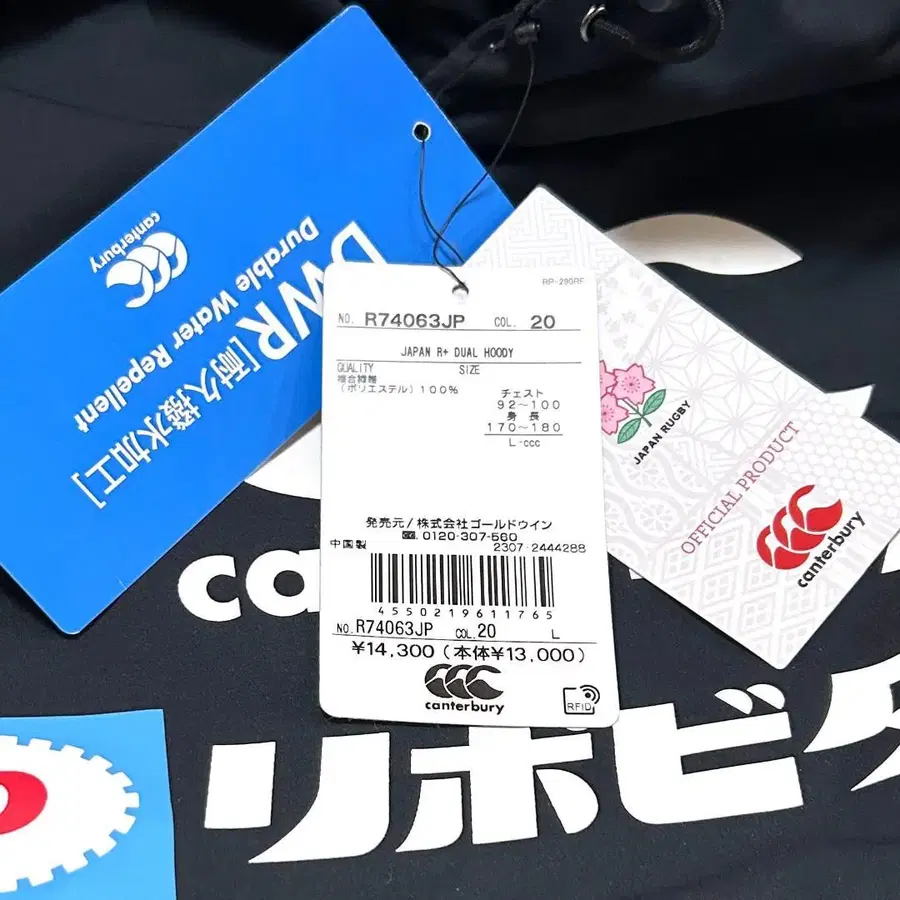 canterbury
DWR[耐久撥水加工]
Durable Water Repellent
RP-290RF
NO. R74063JP COL. 20
JAPAN R+ DUAL HOODY
QUALITY SIZE
複合繊維
(ポリエステル) 100%
チェスト
92~100
身 長
170~180
L-ccc
発売元/株式会社ゴールドウイン
0120-307-560
中国製 2307-2444288
4550219611765
NO. R74063JP COL. 20 L
¥14,300 (本体¥13,000)
canterbury
RFID
JAPAN RUGBY
OFFICIAL PRODUCT
canterbury
ca
リポビタ